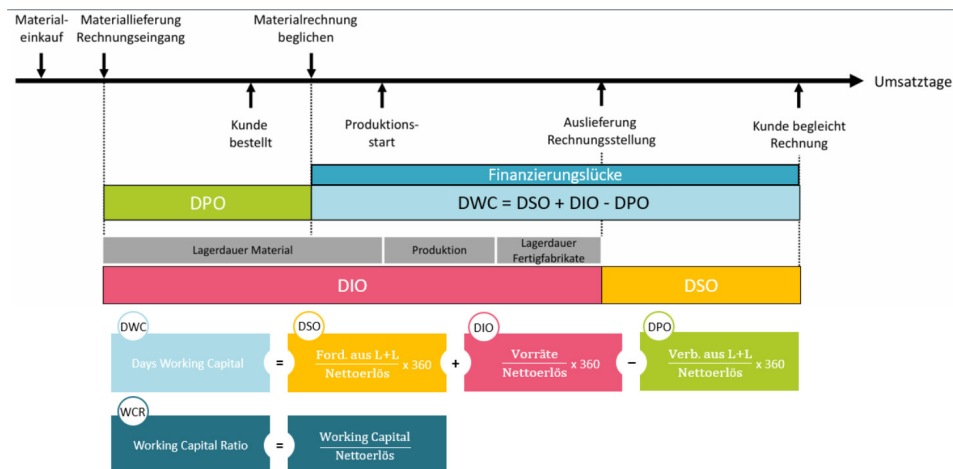 Material-
einkauf
Materiallieferung
Rechnungseingang
Materialrechnung
beglichen
Umsatztage
Kunde
bestellt
Produktions-
start
Auslieferung
Rechnungsstellung
Kunde begleicht
Rechnung
Finanzierungslücke
DPO
DWC = DSO + DIO - DPO
Lagerdauer Material
Produktion
Lagerdauer
Fertigfabrikate
DIO
DSO
DWC
Days Working Capital
=
DSO
Ford. aus L+L
Nettoerlös
x 360
+
DIO
Vorräte
Nettoerlös
x 360
–
DPO
Verb. aus L+L
Nettoerlös
x 360
WCR
Working Capital Ratio
=
Working Capital
Nettoerlös